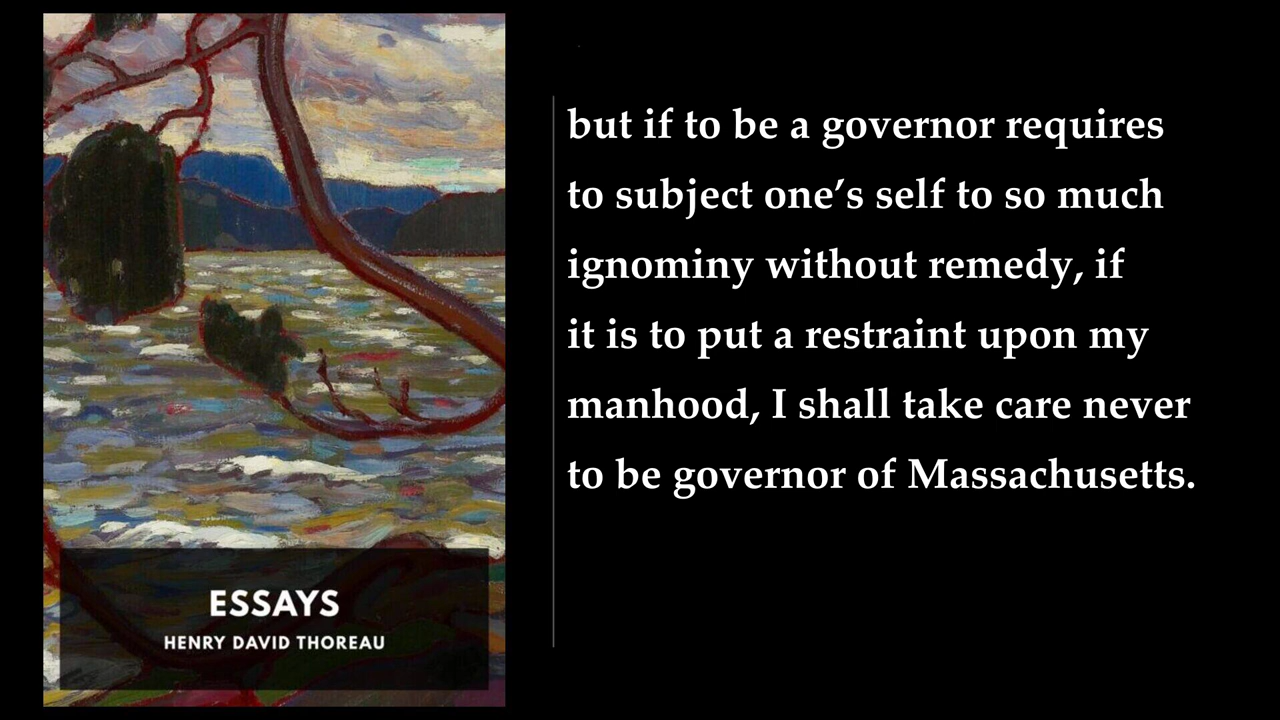 but if to be a governor requires
to subject one’s self to so much
ignominy without remedy, if
it is to put a restraint upon my
manhood, I shall take care never
to be governor of Massachusetts.
ESSAYS
HENRY DAVID THOREAU